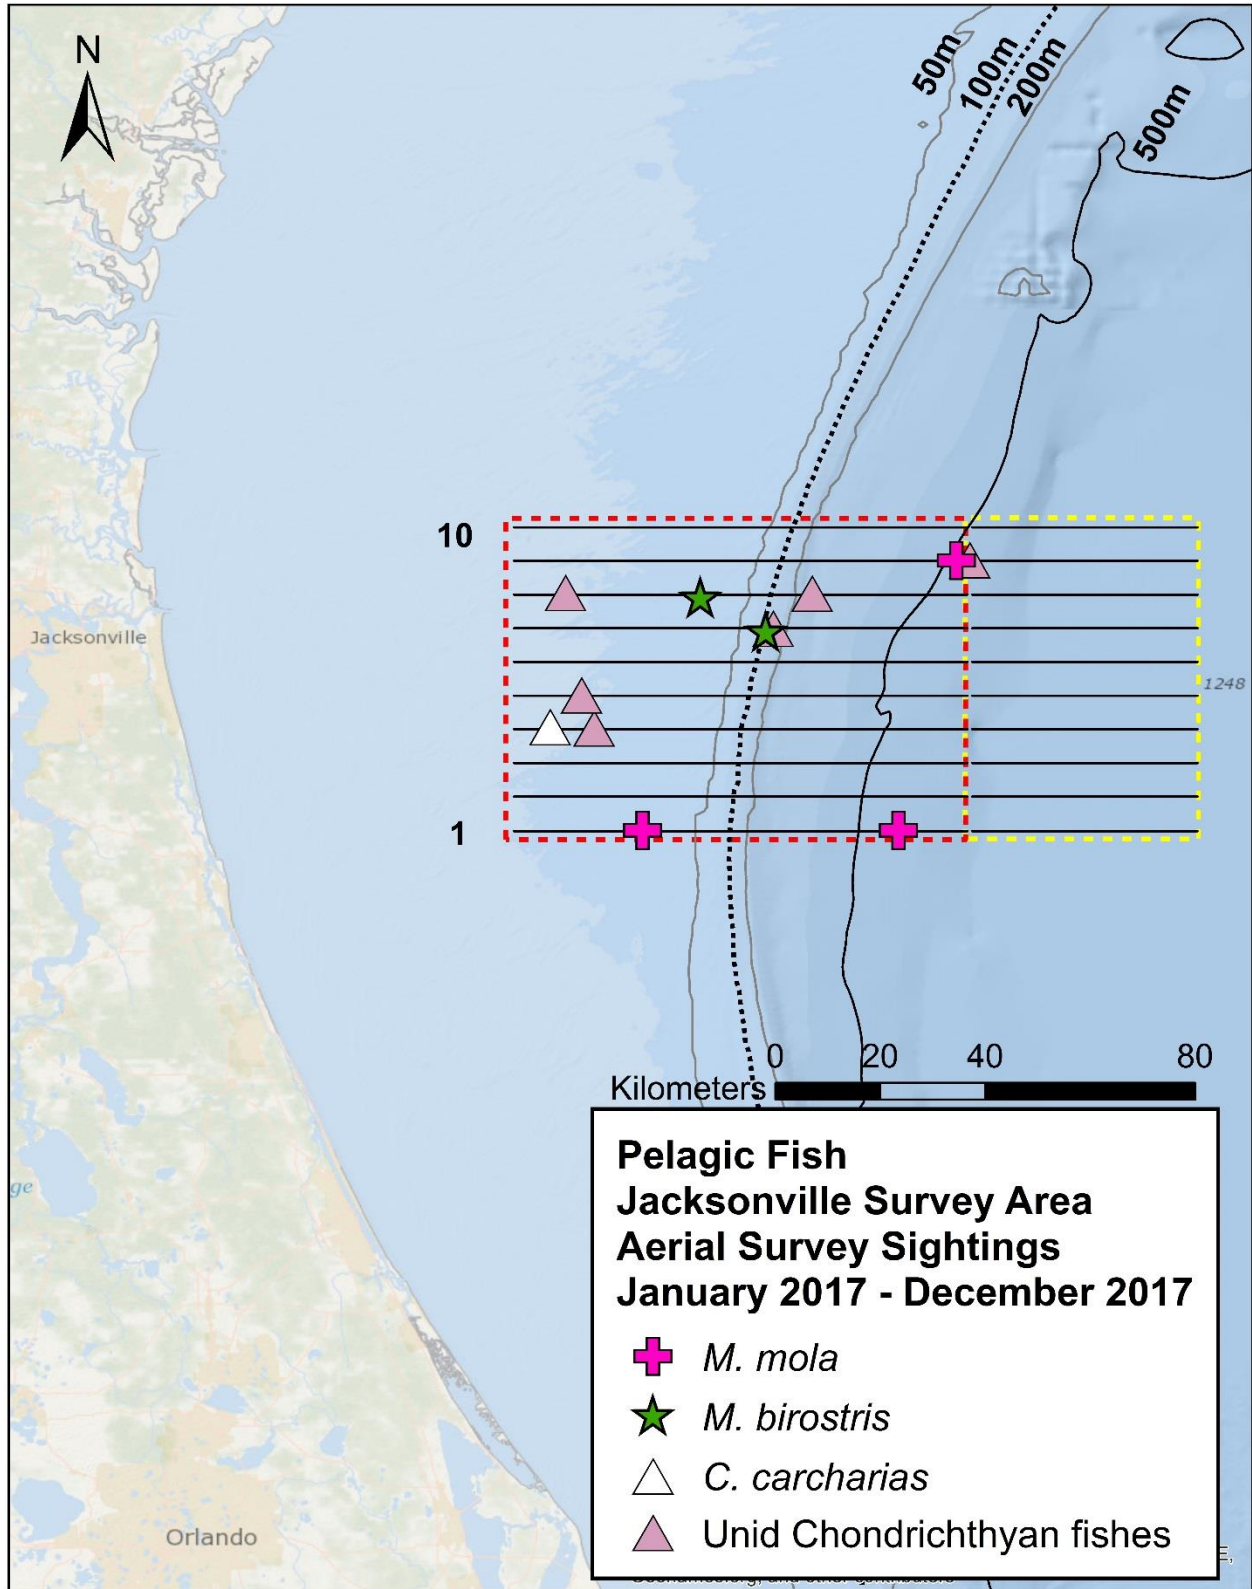 N
50m
100m
200m
500m
10
Jacksonville
1248
1
0 20 40 80
Kilometers
ge
Pelagic Fish
Jacksonville Survey Area
Aerial Survey Sightings
January 2017 - December 2017
M. mola
M. birostris
C. carcharias
Unid Chondrichthyan fishes
Orlando
E,